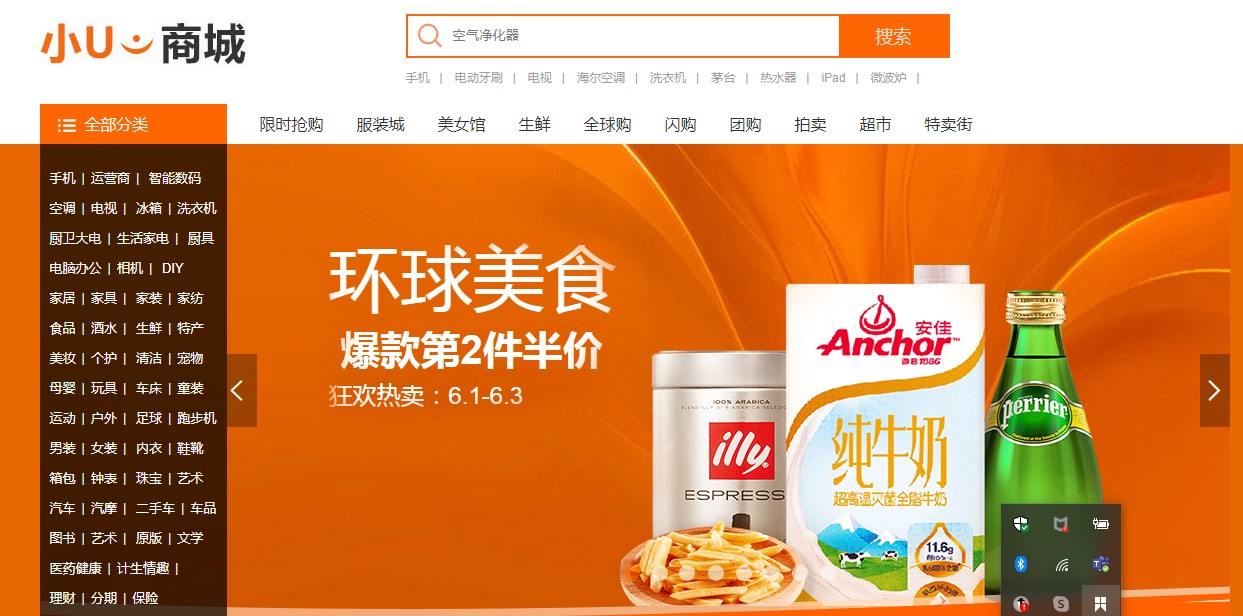 小U商城
空气净化器
搜索
手机 | 电动牙刷 | 电视 | 海尔空调 | 洗衣机 | 茅台 | 热水器 | iPad | 微波炉 |
全部分类
限时抢购 服装城 美女馆 生鲜 全球购 闪购 团购 拍卖 超市 特卖街
手机 | 运营商 | 智能数码
空调 | 电视 | 冰箱 | 洗衣机
厨卫大电 | 生活家电 | 厨具
电脑办公 | 相机 | DIY
家居 | 家具 | 家装 | 家纺
食品 | 酒水 | 生鲜 | 特产
美妆 | 个护 | 清洁 | 宠物
母婴 | 玩具 | 车床 | 童装
运动 | 户外 | 足球 | 跑步机
男装 | 女装 | 内衣 | 鞋靴
箱包 | 钟表 | 珠宝 | 艺术
汽车 | 汽摩 | 二手车 | 车品
图书 | 艺术 | 原版 | 文学
医药健康 | 计生情趣 |
理财 | 分期 | 保险
环球美食
爆款第2件半价
狂欢热卖：6.1-6.3
100% ARABICA
illy
ESPRESS
安佳
Anchor™
源自1886
纯牛奶
超高温灭菌全脂牛奶
11.6g
perrier